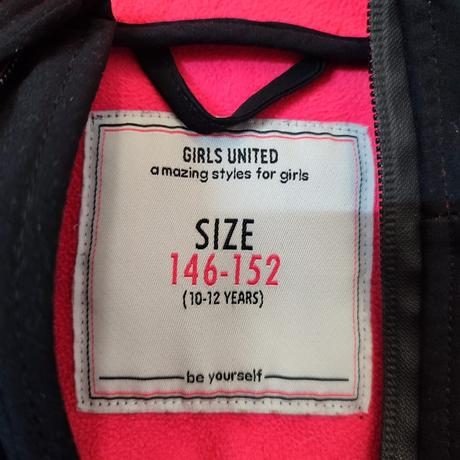 GIRLS UNITED
amazing styles for girls
SIZE
146-152
(10-12 YEARS)
be yourself